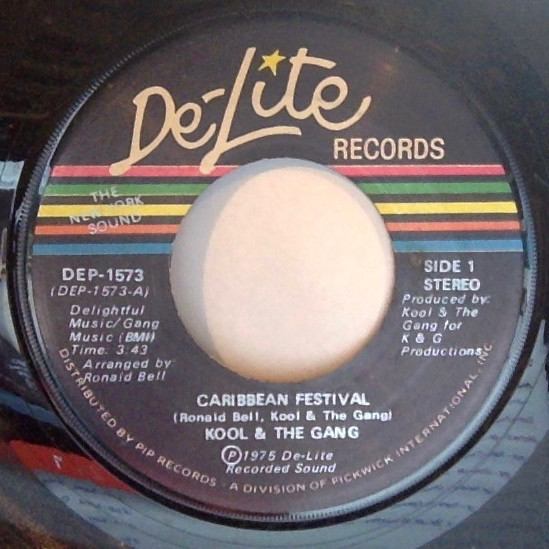 De-Lite
RECORDS
THE
NEW YORK
SOUND
DEP-1573
(DEP-1573-A)
Delightful
Music/Gang
Music (BMI)
Time: 3:43
Arranged by:
Ronald Bell
SIDE 1
STEREO
Produced by:
Kool & The
Gang for
K & G
Productions
CARIBBEAN FESTIVAL
(Ronald Bell, Kool & The Gang)
KOOL & THE GANG
Ⓟ1975 De-Lite
Recorded Sound
DISTRIBUTED BY PIP RECORDS - A DIVISION OF PICKWICK INTERNATIONAL, INC